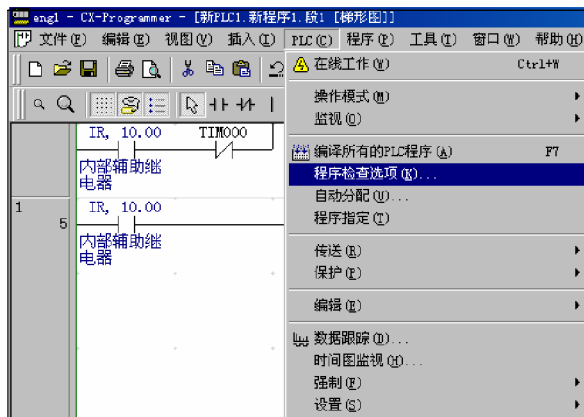 eng1 - CX-Programmer - [新PLC1.新程序1.段1 [梯形图]]
文件(F) 编辑(E) 视图(V) 插入(I) PLC(C) 程序(P) 工具(T) 窗口(W) 帮助(H)
在线工作(W) Ctrl+W
操作模式(M)
监视(O)
编译所有的PLC程序(A) F7
程序检查选项(K)...
自动分配(U)...
程序指定(T)
传送(R)
保护(P)
编辑(E)
数据跟踪(D)...
时间图监视(H)...
强制(F)
设置(S)
IR, 10.00 TIM000
内部辅助继
电器
1
5
IR, 10.00
内部辅助继
电器